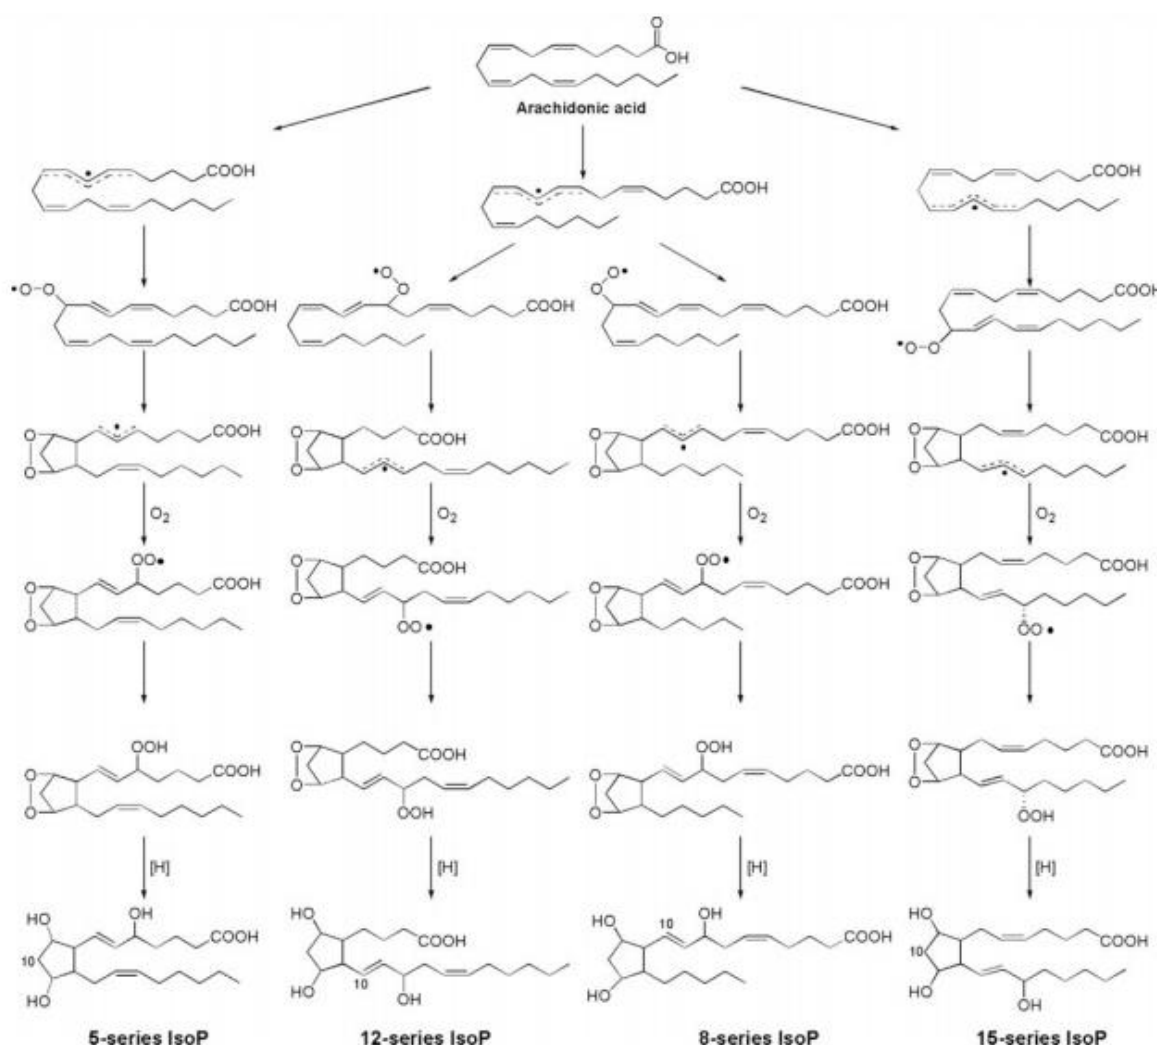 O
OH
Arachidonic acid
COOH
COOH
COOH
•O-O
COOH
•O
O
COOH
O•
O
COOH
COOH
•O-O
O
O
COOH
O
O
COOH
O
O
COOH
O
O
COOH
O2
O2
O2
O2
OO•
O
O
COOH
O
O
COOH
OO•
OO•
O
O
COOH
O
O
COOH
OO•
OOH
O
O
COOH
O
O
COOH
OOH
OOH
O
O
COOH
O
O
COOH
OOH
[H]
[H]
[H]
[H]
HO
OH
COOH
10
HO
HO
COOH
10
HO
OH
HO
10
OH
COOH
HO
HO
COOH
10
HO
OH
5-series IsoP
12-series IsoP
8-series IsoP
15-series IsoP